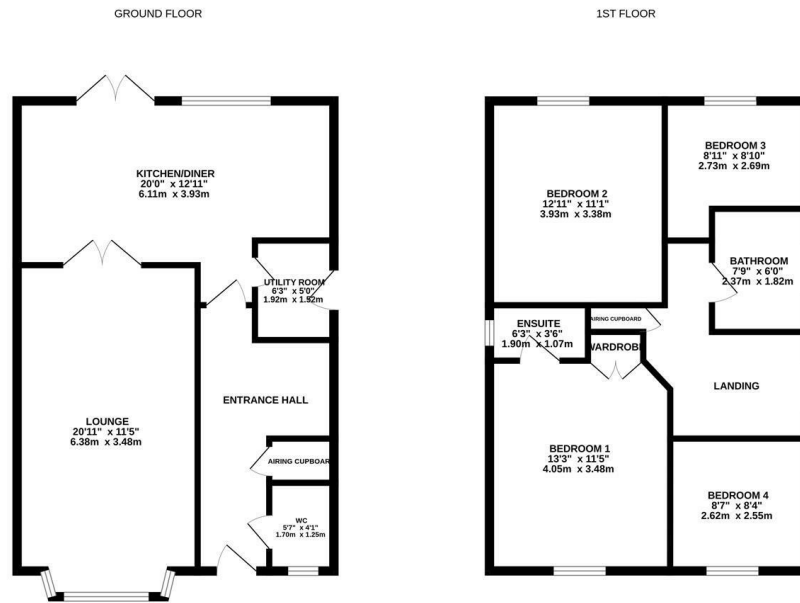 GROUND FLOOR
KITCHEN/DINER
20'0" x 12'11"
6.11m x 3.93m
UTILITY ROOM
6'3" x 5'0"
1.92m x 1.52m
ENTRANCE HALL
LOUNGE
20'11" x 11'5"
6.38m x 3.48m
AIRING CUPBOAR
WC
5'7" x 4'1"
1.70m x 1.25m
1ST FLOOR
BEDROOM 3
8'11" x 8'10"
2.73m x 2.69m
BEDROOM 2
12'11" x 11'1"
3.93m x 3.38m
BATHROOM
7'9" x 6'0"
2.37m x 1.82m
ENSUITE
6'3" x 3'6"
1.90m x 1.07m
AIRING CUPBOARD
WARDROBE
LANDING
BEDROOM 1
13'3" x 11'5"
4.05m x 3.48m
BEDROOM 4
8'7" x 8'4"
2.62m x 2.55m